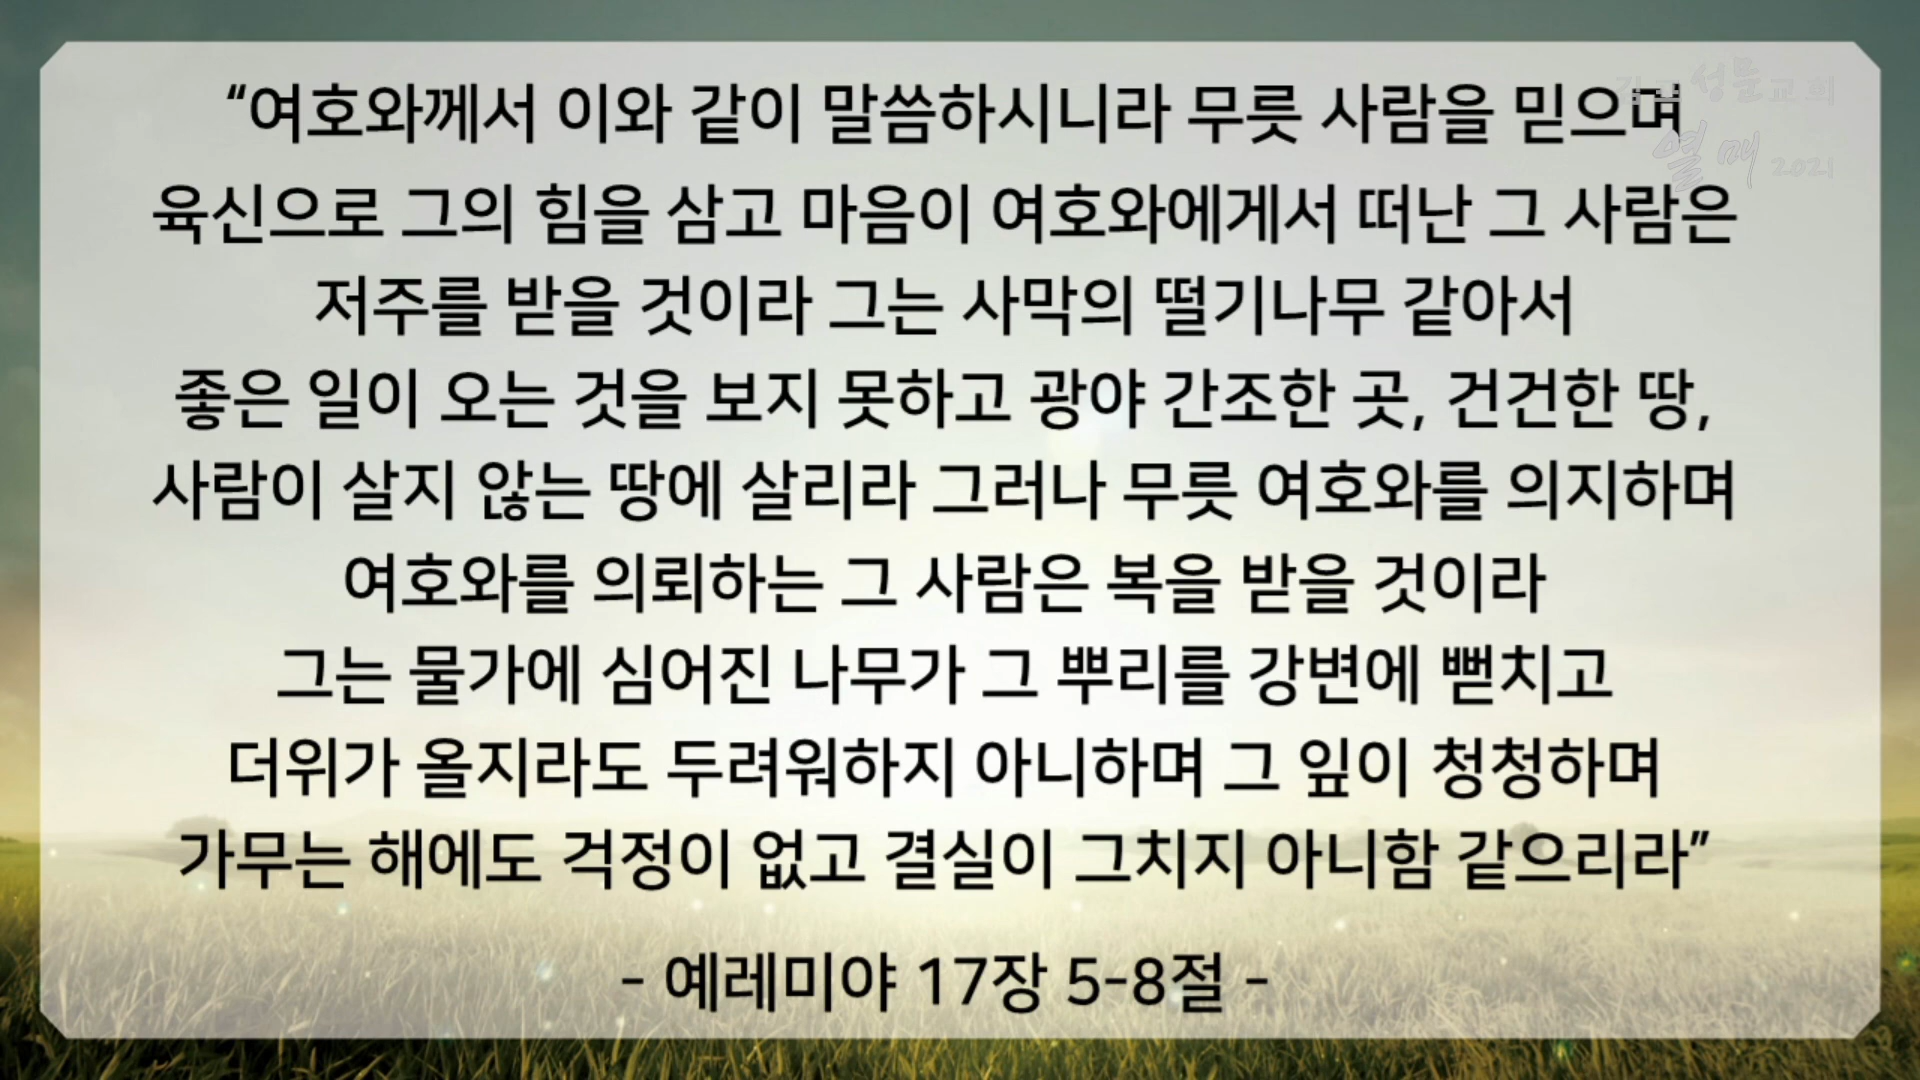 “여호와께서 이와 같이 말씀하시니라 무릇 사람을 믿으며
육신으로 그의 힘을 삼고 마음이 여호와에게서 떠난 그 사람은
저주를 받을 것이라 그는 사막의 떨기나무 같아서
좋은 일이 오는 것을 보지 못하고 광야 간조한 곳, 건건한 땅,
사람이 살지 않는 땅에 살리라 그러나 무릇 여호와를 의지하며
여호와를 의뢰하는 그 사람은 복을 받을 것이라
그는 물가에 심어진 나무가 그 뿌리를 강변에 뻗치고
더위가 올지라도 두려워하지 아니하며 그 잎이 청청하며
가무는 해에도 걱정이 없고 결실이 그치지 아니함 같으리라”
- 예레미야 17장 5-8절 -
성문교회
열매 2021